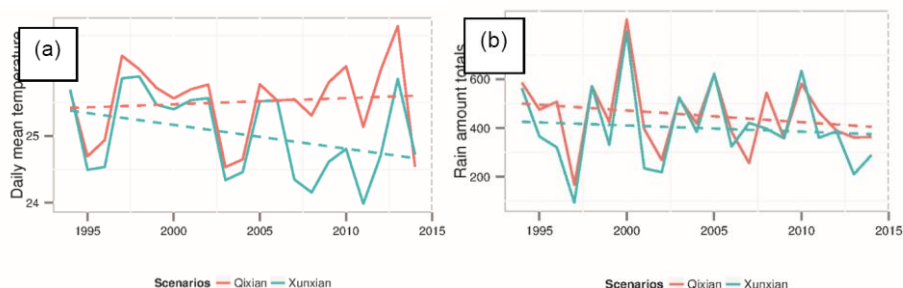 (a)
Daily mean temperature
25
24
1995
2000
2005
2010
2015
Scenarios Qixian Xunxian
(b)
Rain amount totals
600
400
200
1995
2000
2005
2010
2015
Scenarios Qixian Xunxian